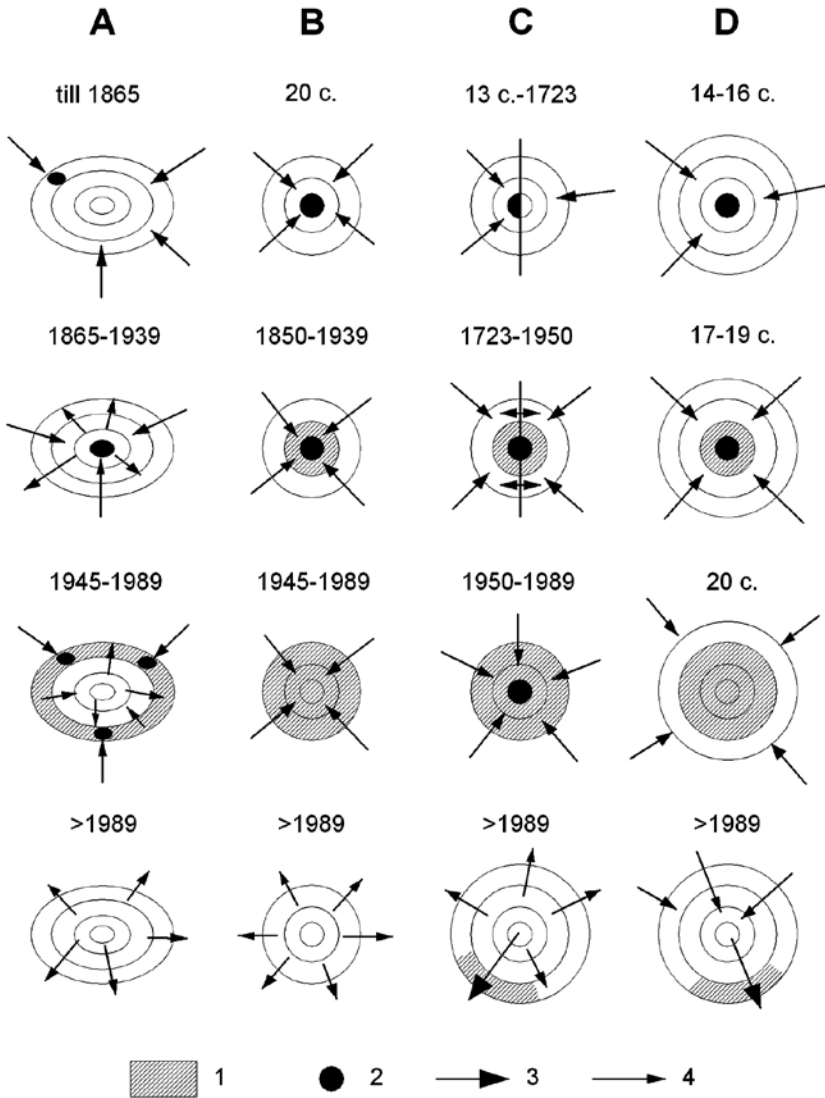 A B C D
till 1865 20 c. 13 c.-1723 14-16 c.
1865-1939 1850-1939 1723-1950 17-19 c.
1945-1989 1945-1989 1950-1989 20 c.
>1989 >1989 >1989 >1989
1 2 3 4